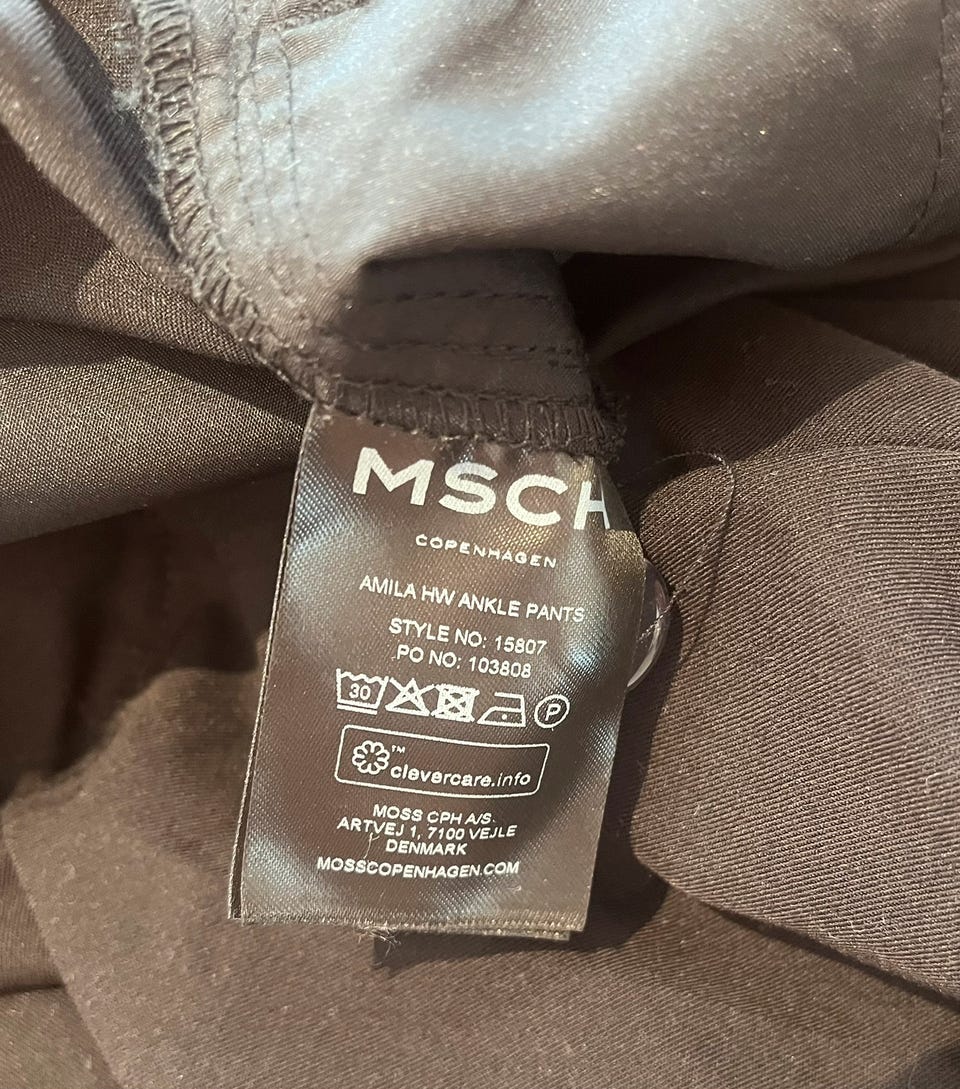 MSCH
COPENHAGEN
AMILA HW ANKLE PANTS
STYLE NO: 15807
PO NO: 103808
30 P
™ clevercare.info
MOSS CPH A/S.
ARTVEJ 1, 7100 VEJLE
DENMARK
MOSSCOPENHAGEN.COM